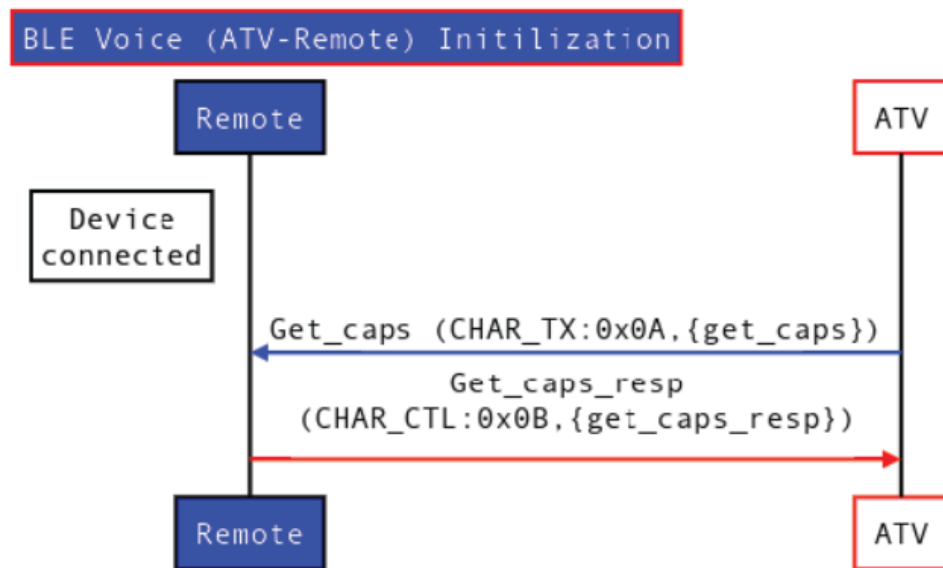 BLE Voice (ATV-Remote) Initilization
Remote
ATV
Device
connected
Get_caps (CHAR_TX:0x0A,{get_caps})
Get_caps_resp
(CHAR_CTL:0x0B,{get_caps_resp})
Remote
ATV